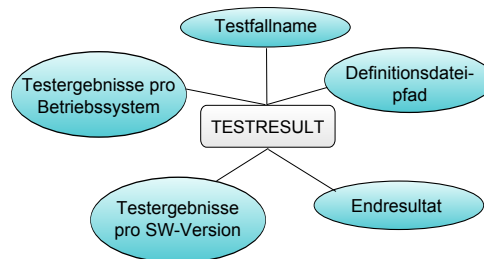 Testfallname
Testergebnisse pro
Betriebssystem
Definitionsdatei-
pfad
TESTRESULT
Testergebnisse
pro SW-Version
Endresultat